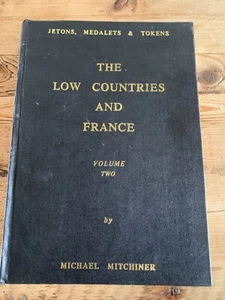 JETONS, MEDALETS & TOKENS
THE
LOW COUNTRIES
AND
FRANCE
VOLUME
TWO
by
MICHAEL MITCHINER